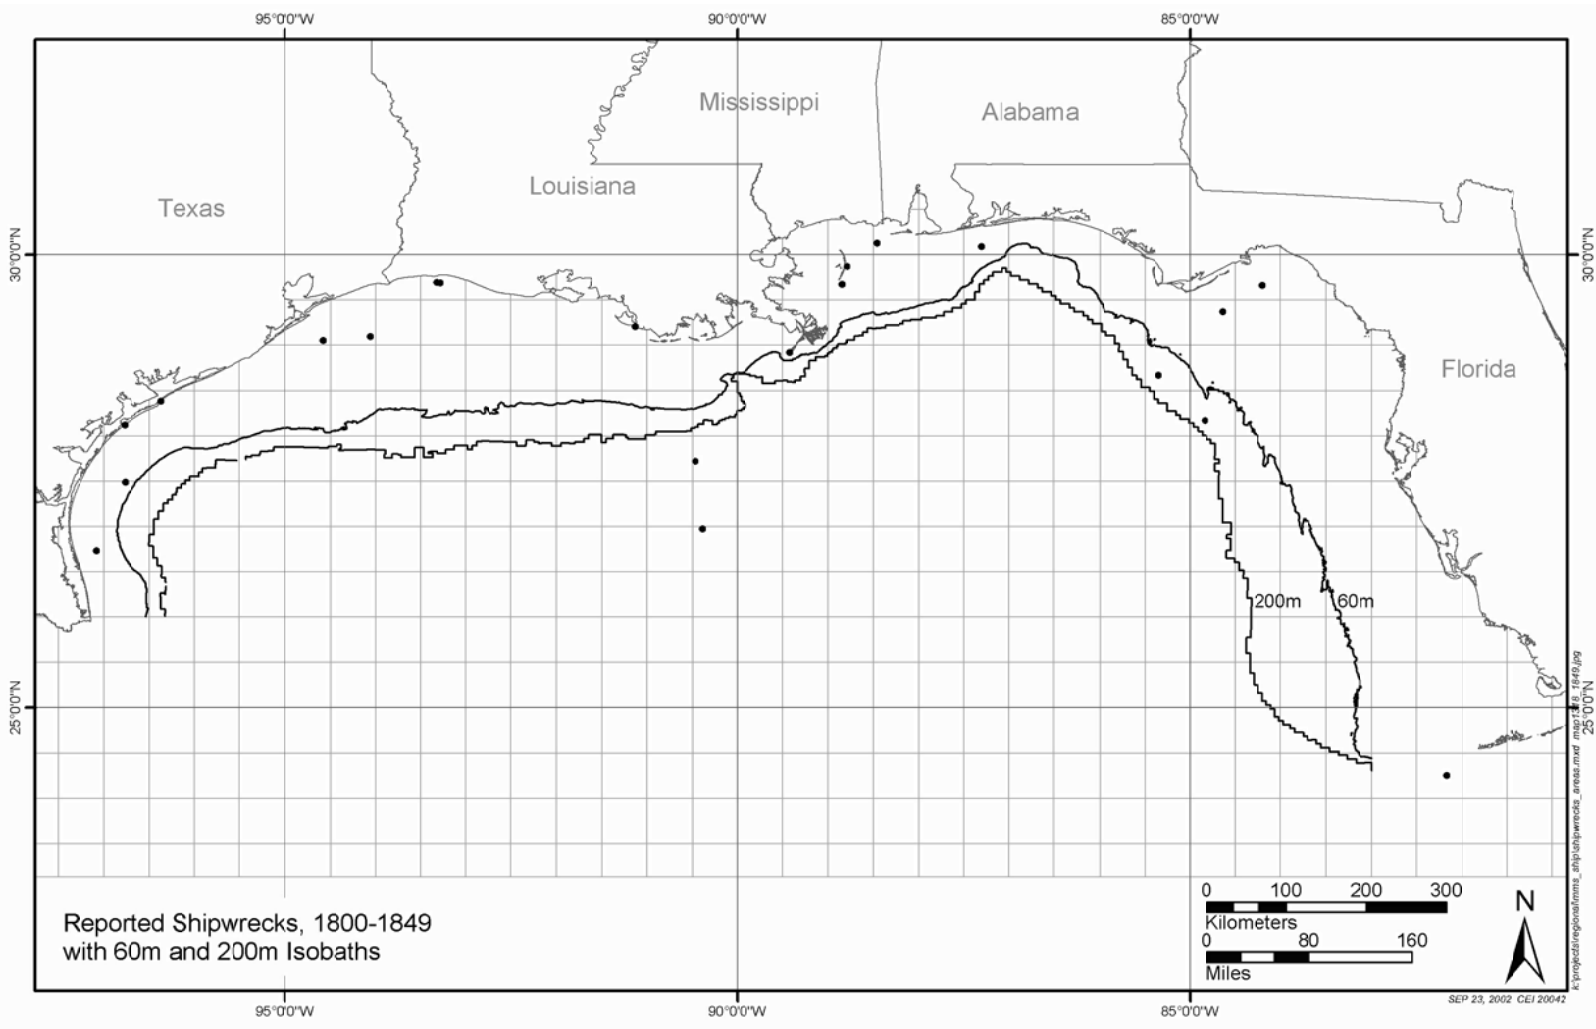 95°0'0"W 90°0'0"W 85°0'0"W
Mississippi
Alabama
Louisiana
Texas
30°0'0"N
30°0'0"N
Florida
200m 60m
25°0'0"N
25°0'0"N
Reported Shipwrecks, 1800-1849
with 60m and 200m Isobaths
0 100 200 300
Kilometers
0 80 160
Miles
N
SEP 23, 2002 CEI 20042
95°0'0"W 90°0'0"W 85°0'0"W